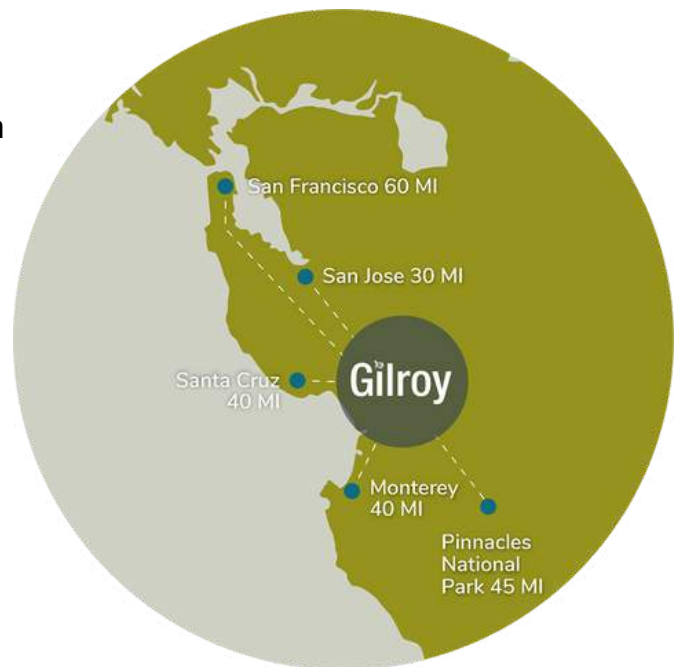 San Francisco 60 MI
San Jose 30 MI
Santa Cruz
40 MI
Gilroy
Monterey
40 MI
Pinnacles
National
Park 45 MI